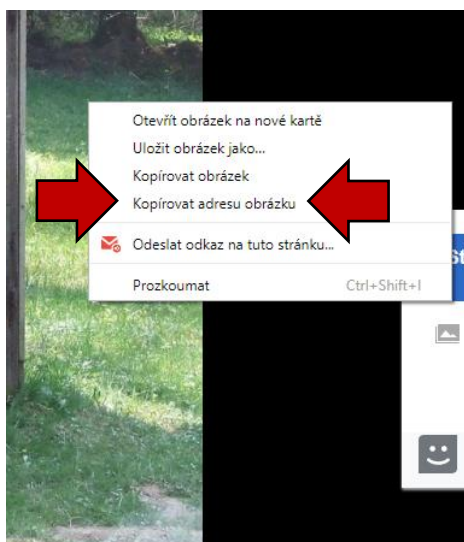 Otevřít obrázek na nové kartě
Uložit obrázek jako...
Kopírovat obrázek
Kopírovat adresu obrázku
Odeslat odkaz na tuto stránku...
Prozkoumat Ctrl+Shift+I
st